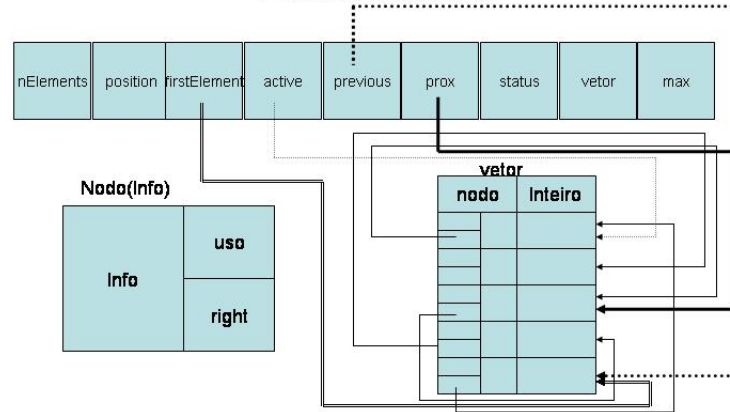 nElements position firstElement active previous prox status vetor max
Nodo(Info)
vetor
nodo Inteiro
Info
uso
right